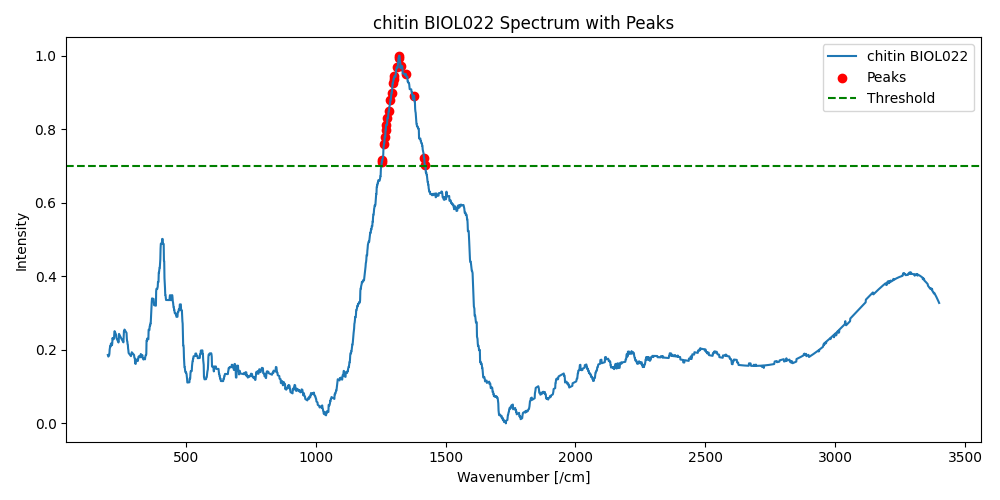 chitin BIOL022 Spectrum with Peaks
chitin BIOL022
Peaks
Threshold
Intensity
1.0
0.8
0.6
0.4
0.2
0.0
500 1000 1500 2000 2500 3000 3500
Wavenumber [/cm]